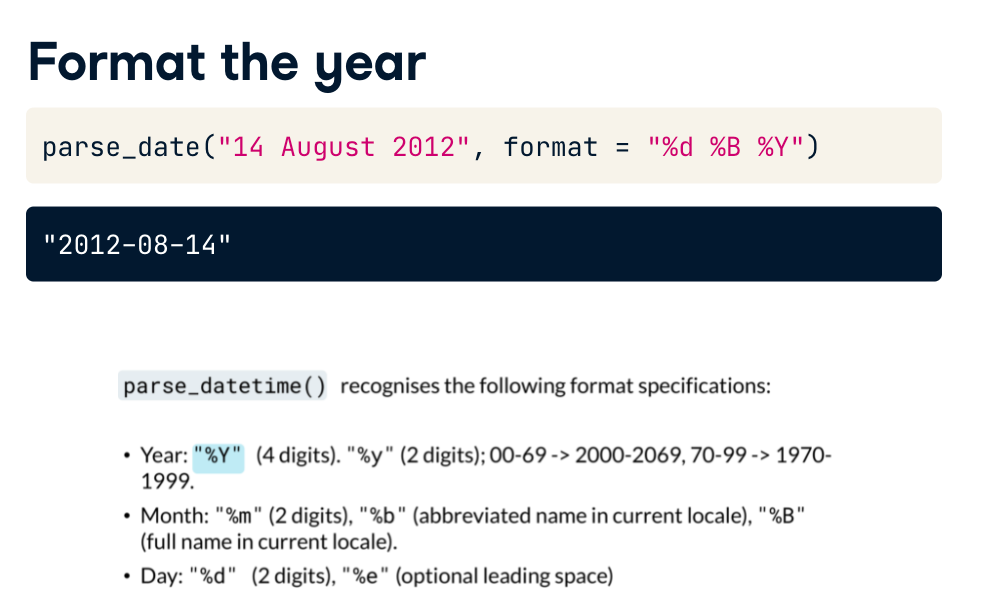 Format the year
parse_date("14 August 2012", format = "%d %B %Y")
"2012-08-14"
parse_datetime() recognises the following format specifications:
• Year: "%Y" (4 digits). "%y" (2 digits); 00-69 -> 2000-2069, 70-99 -> 1970-
1999.
• Month: "%m" (2 digits), "%b" (abbreviated name in current locale), "%B"
(full name in current locale).
• Day: "%d" (2 digits), "%e" (optional leading space)